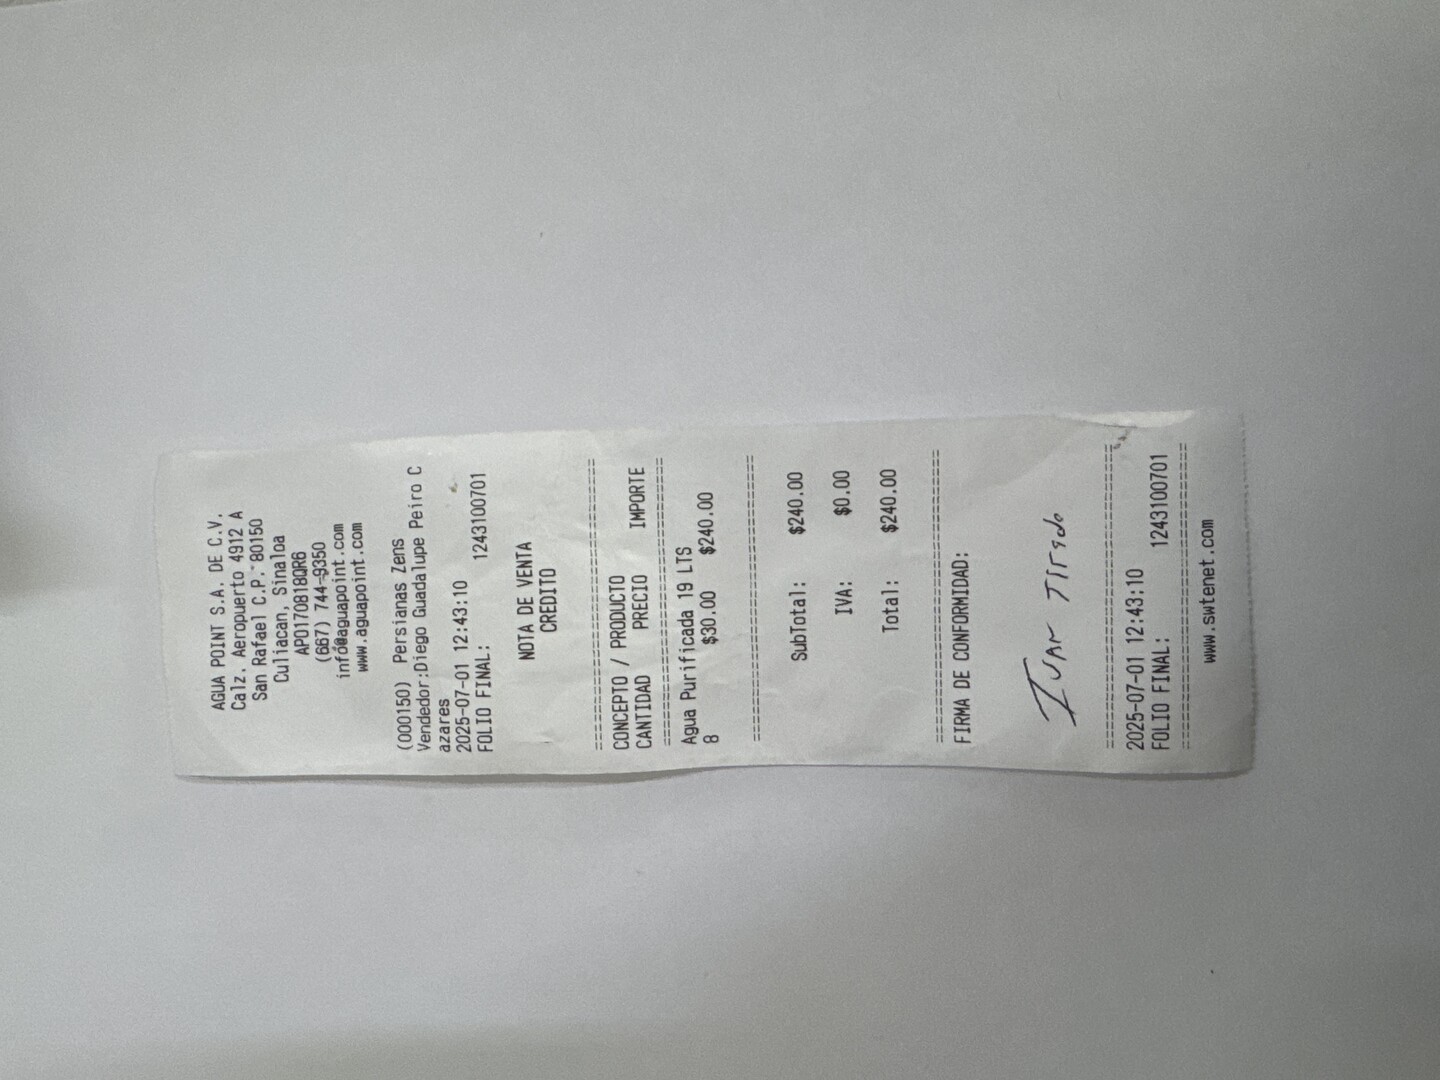 AGUA POINT S.A. DE C.V.
Calz. Aeropuerto 4912 A
San Rafael C.P. 80150
Culiacan, Sinaloa
APO170818QR6
(667) 744-9350
info@aguapoint.com
www.aguapoint.com
(000150) Persianas Zens
Vendedor:Diego Guadalupe Peiro C
azares
2025-07-01 12:43:10
FOLIO FINAL: 1243100701
NOTA DE VENTA
CREDITO
================================
CONCEPTO / PRODUCTO
CANTIDAD PRECIO IMPORTE
================================
Agua Purificada 19 LTS
8 $30.00 $240.00
================================
SubTotal: $240.00
IVA: $0.00
Total: $240.00
================================
FIRMA DE CONFORMIDAD:
Tirado
================================
2025-07-01 12:43:10
FOLIO FINAL: 1243100701
================================
www.swtenet.com